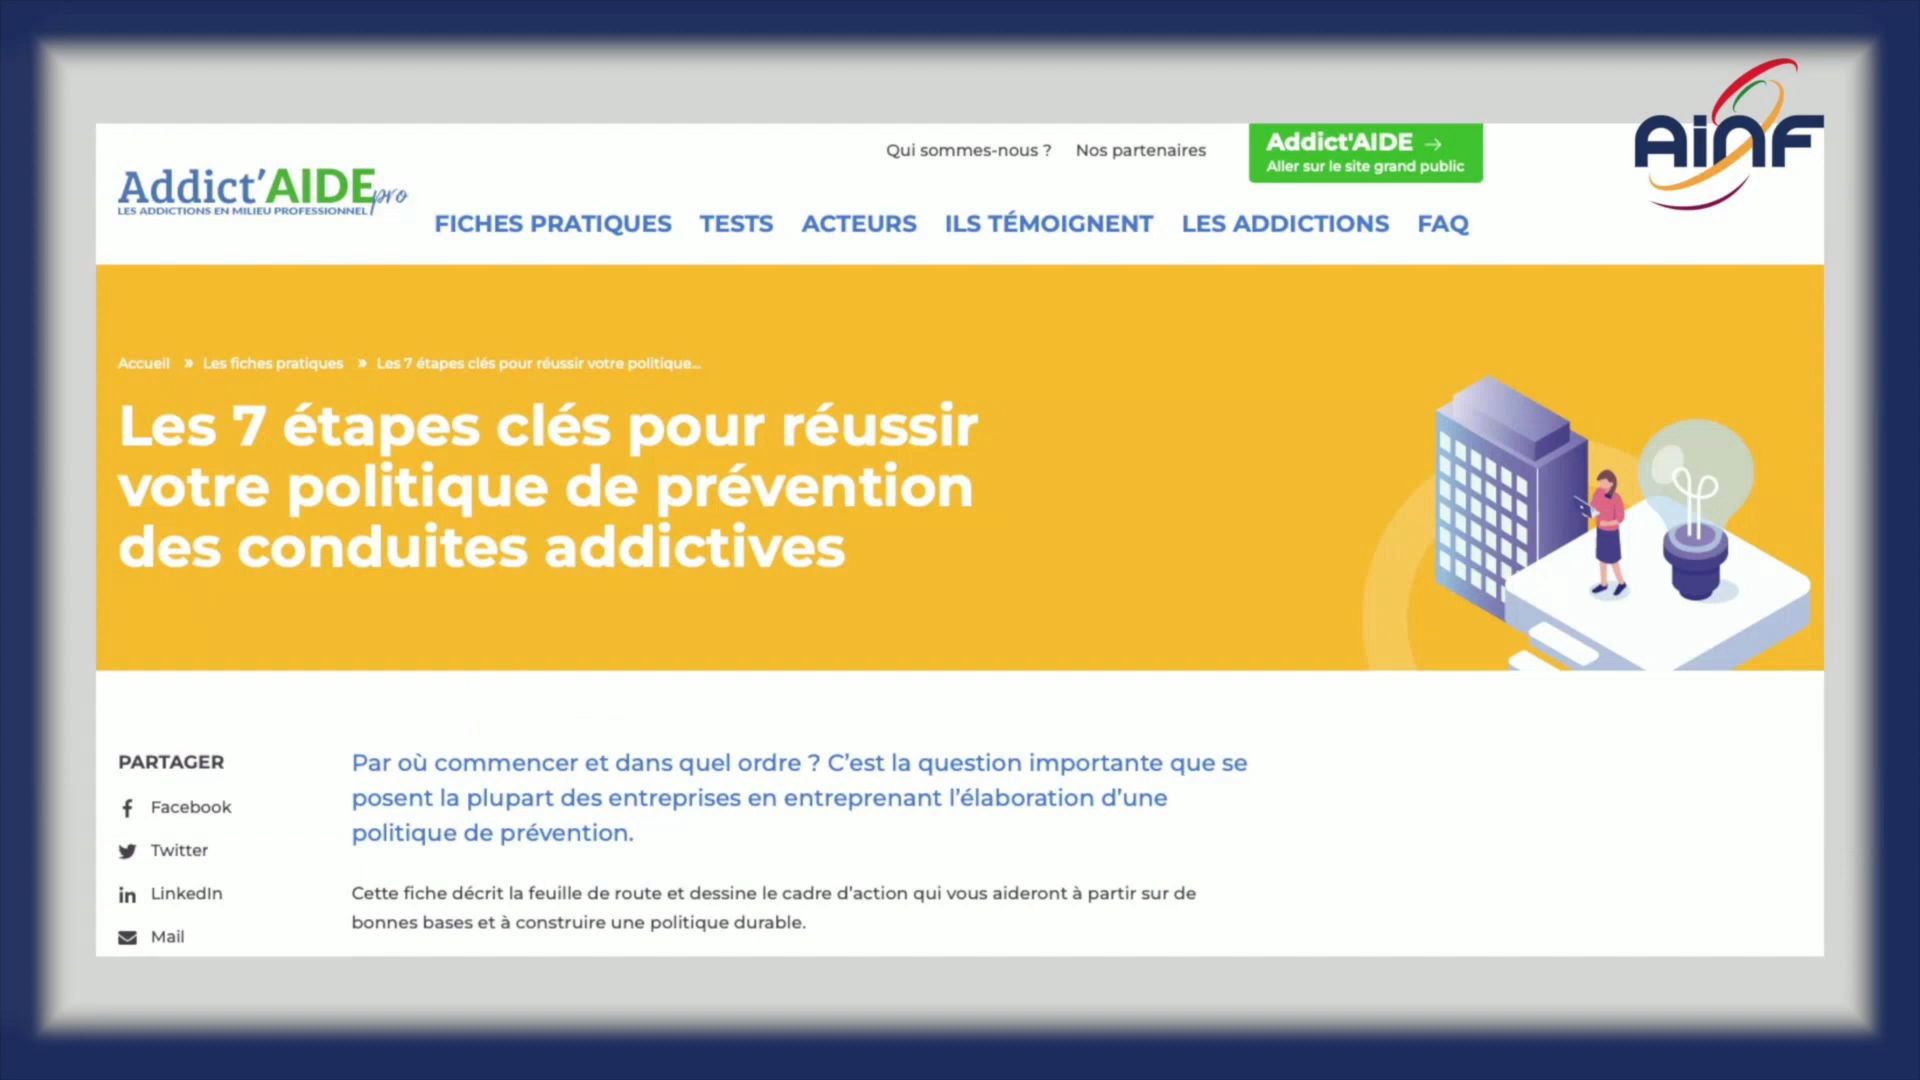 AiNF
Qui sommes-nous ?
Nos partenaires
Addict'AIDE →
Aller sur le site grand public
Addict'AIDE pro
LES ADDICTIONS EN MILIEU PROFESSIONNEL
FICHES PRATIQUES
TESTS
ACTEURS
ILS TÉMOIGNENT
LES ADDICTIONS
FAQ
Accueil » Les fiches pratiques » Les 7 étapes clés pour réussir votre politique...
Les 7 étapes clés pour réussir
votre politique de prévention
des conduites addictives
PARTAGER
Facebook
Twitter
LinkedIn
Mail
Par où commencer et dans quel ordre ? C’est la question importante que se
posent la plupart des entreprises en entreprenant l’élaboration d’une
politique de prévention.
Cette fiche décrit la feuille de route et dessine le cadre d’action qui vous aideront à partir sur de
bonnes bases et à construire une politique durable.